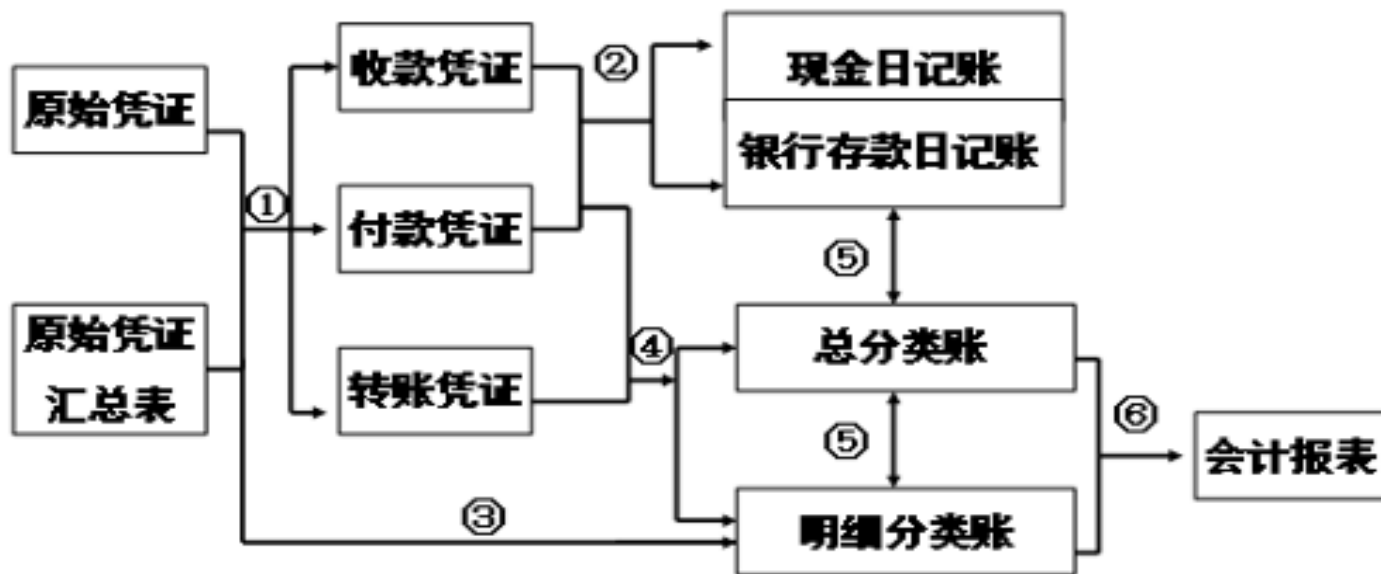 原始凭证
原始凭证
汇总表
①
收款凭证
付款凭证
转账凭证
②
现金日记账
银行存款日记账
⑤
④
总分类账
⑤
③
明细分类账
⑥
会计报表